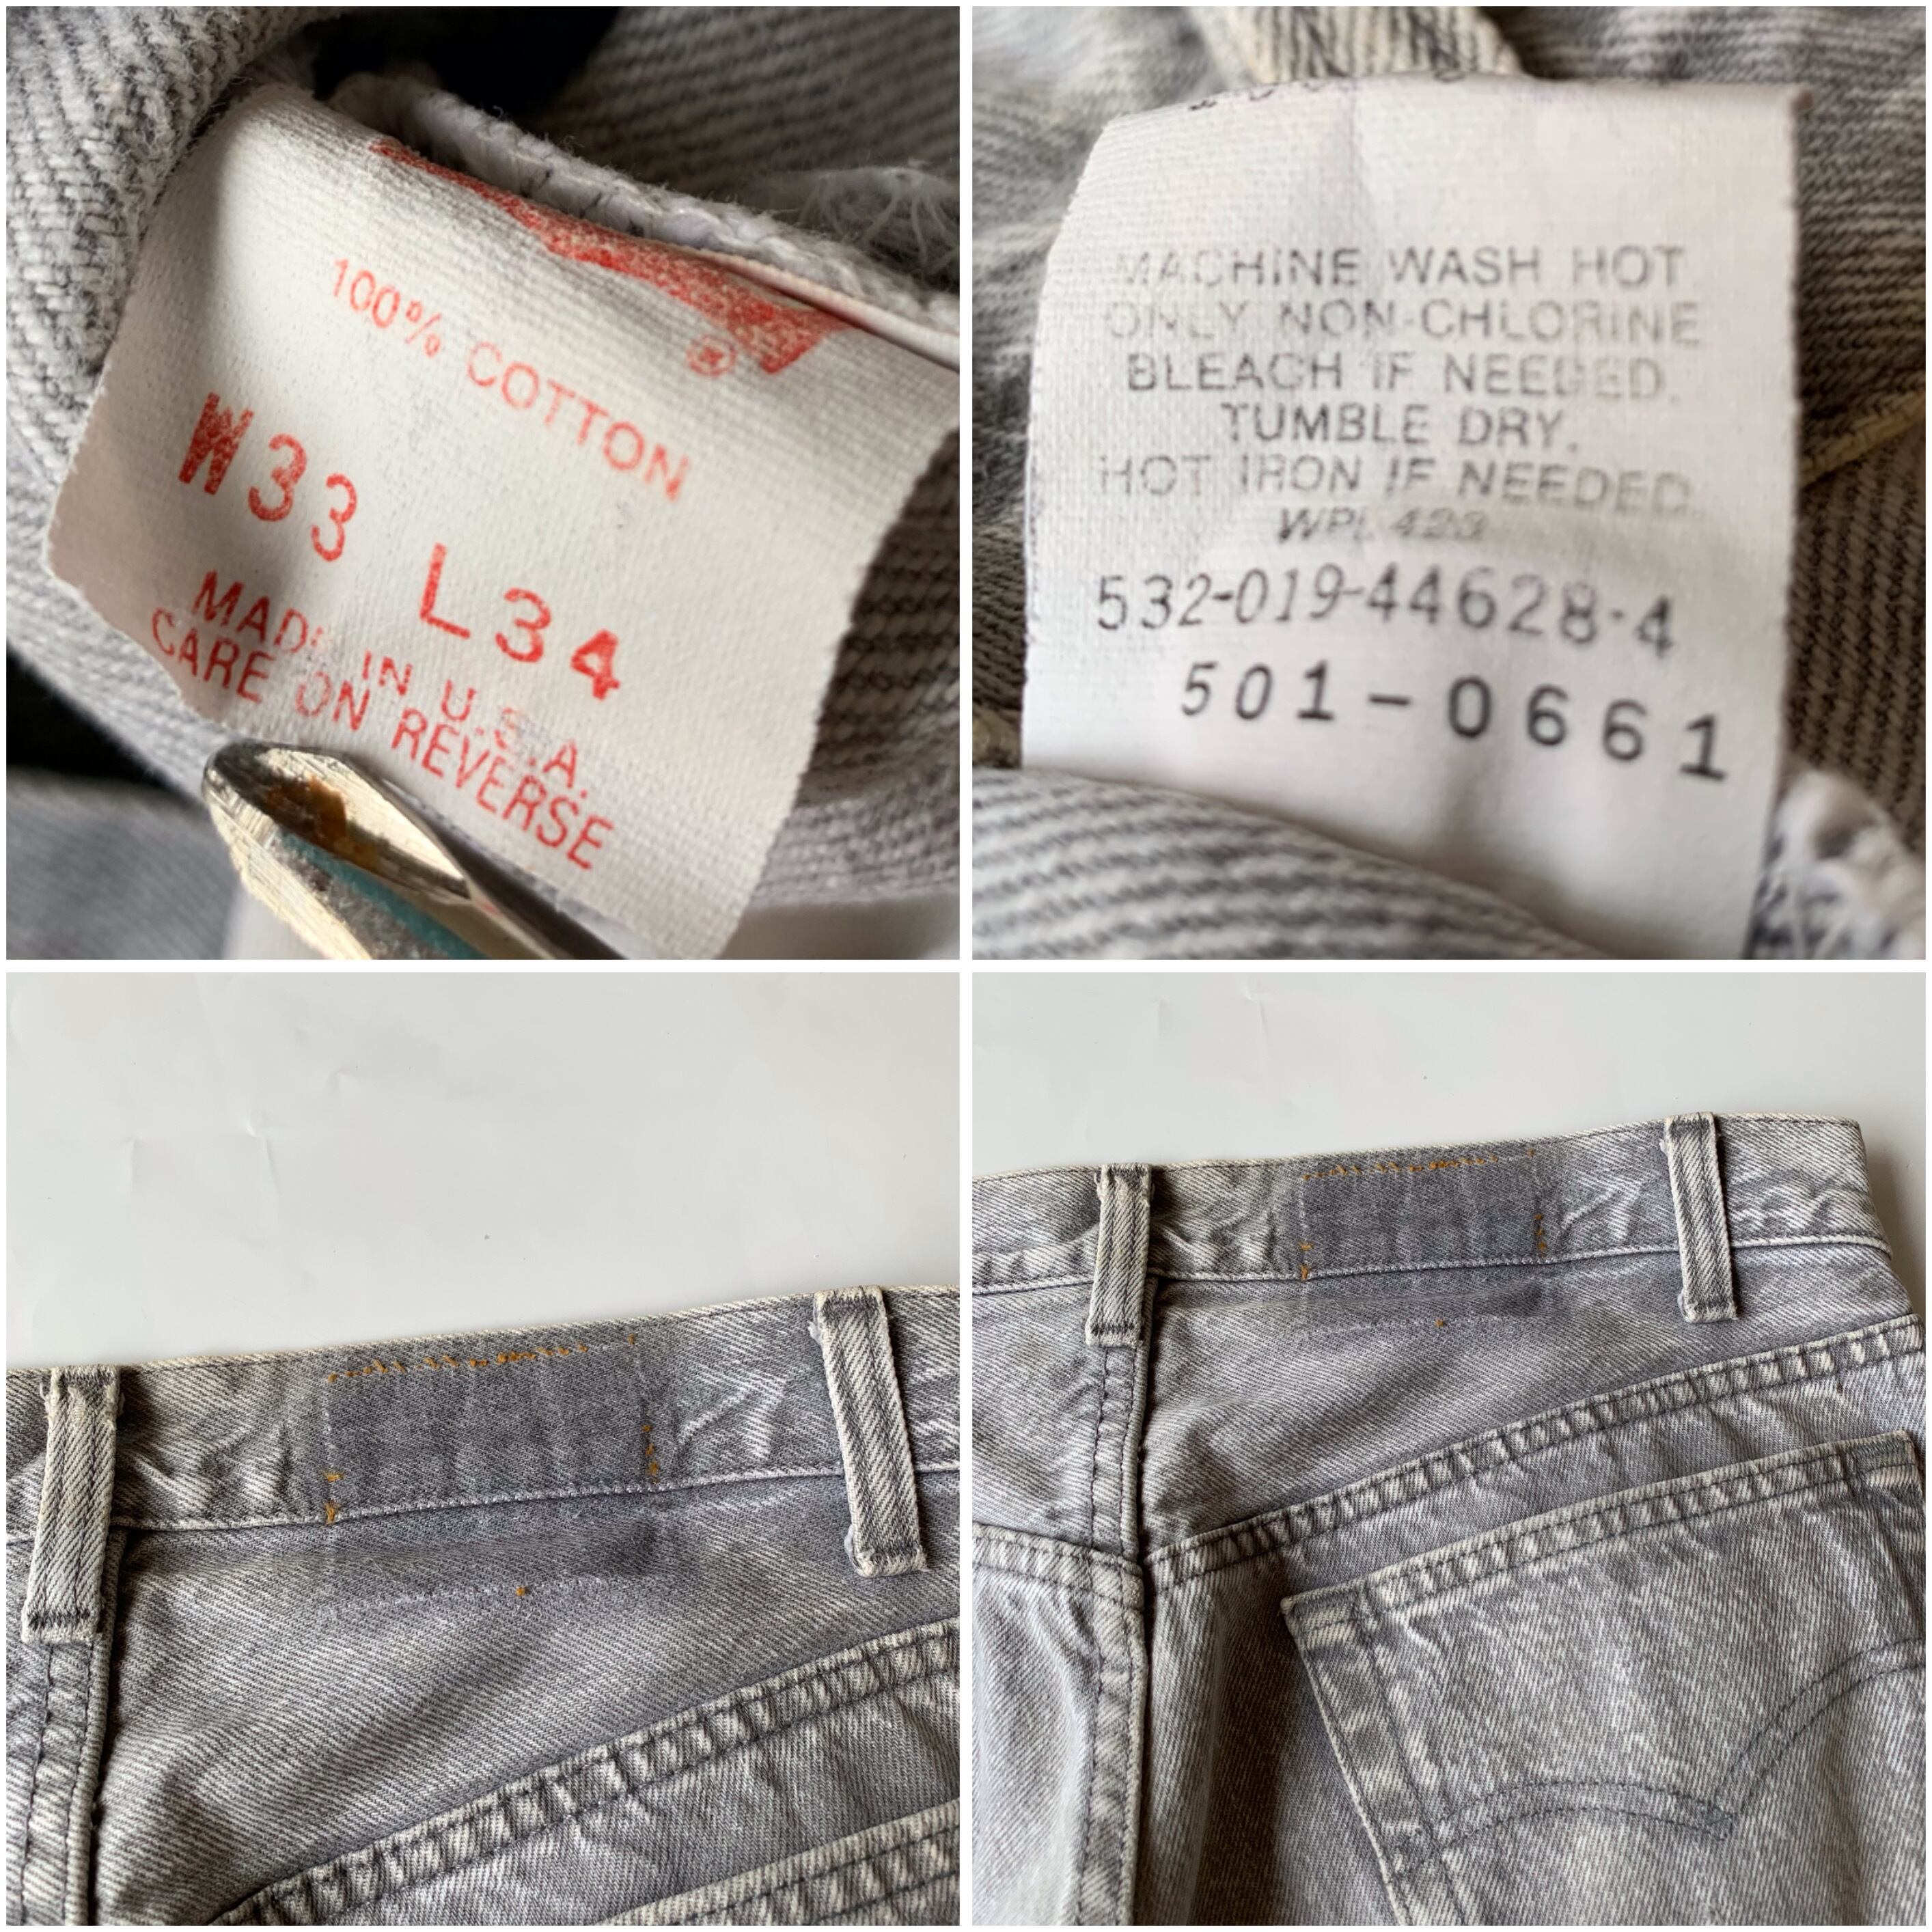 ®
100% COTTON
W33 L34
MADE IN U.S.A.
CARE ON REVERSE
MACHINE WASH HOT
ONLY NON-CHLORINE
BLEACH IF NEEDED.
TUMBLE DRY.
HOT IRON IF NEEDED.
WPL 423
532-019-44628-4
501-0661